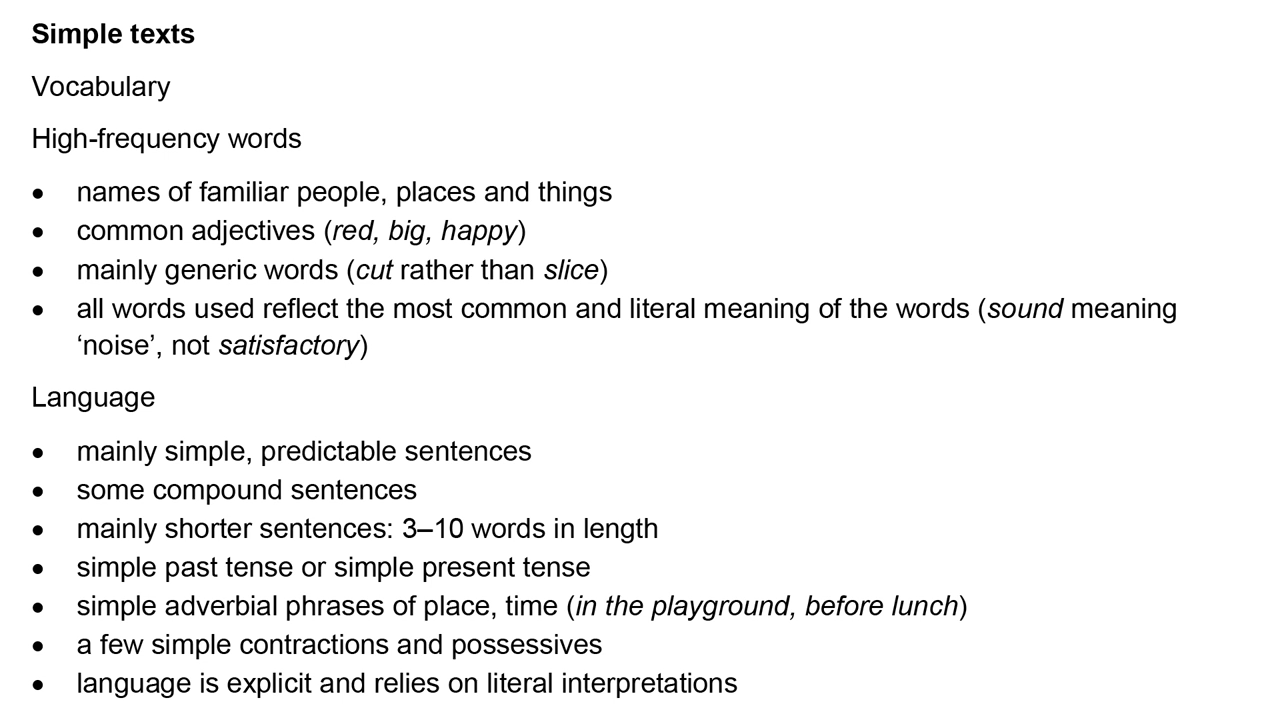 Simple texts
Vocabulary
High-frequency words
• names of familiar people, places and things
• common adjectives (red, big, happy)
• mainly generic words (cut rather than slice)
• all words used reflect the most common and literal meaning of the words (sound meaning
‘noise’, not satisfactory)
Language
• mainly simple, predictable sentences
• some compound sentences
• mainly shorter sentences: 3–10 words in length
• simple past tense or simple present tense
• simple adverbial phrases of place, time (in the playground, before lunch)
• a few simple contractions and possessives
• language is explicit and relies on literal interpretations